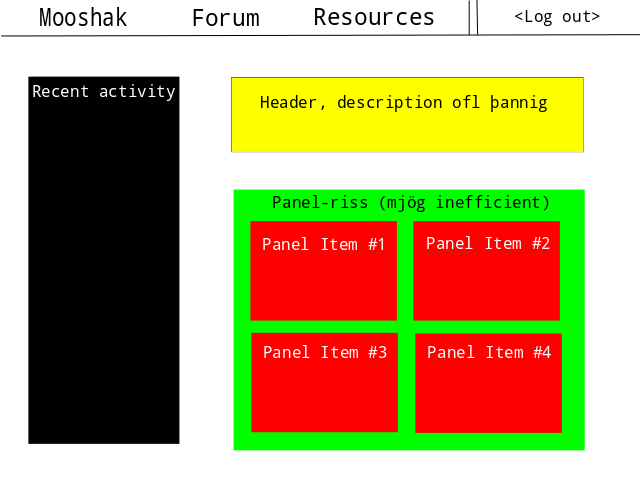 Mooshak Forum Resources <Log out>
Recent activity
Header, description ofl þannig
Panel-riss (mjög inefficient)
Panel Item #1 Panel Item #2
Panel Item #3 Panel Item #4